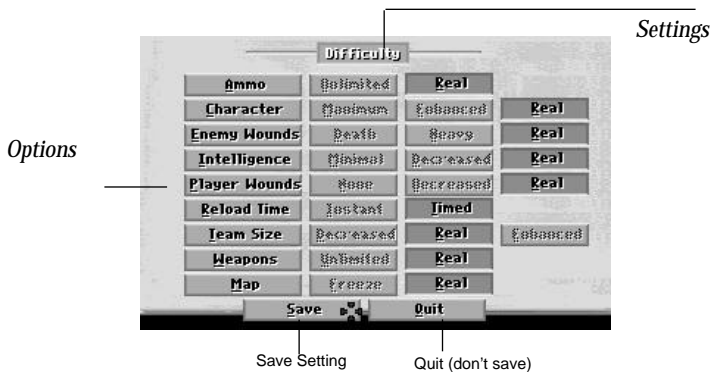 Settings
Difficulty
Ammo Unlimited Real
Character Maximum Enhanced Real
Enemy Wounds Death Heavy Real
Options
Intelligence Minimal Decreased Real
Player Wounds None Decreased Real
Reload Time Instant Timed
Team Size Decreased Real Enhanced
Weapons Unlimited Real
Map Freeze Real
Save Quit
Save Setting Quit (don't save)